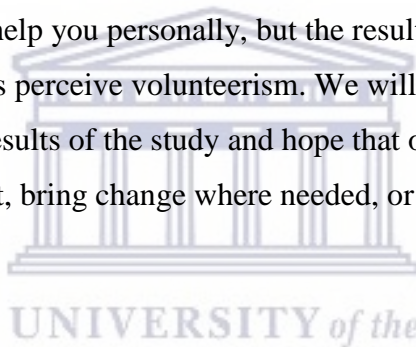 help you personally, but the result
s perceive volunteerism. We will
esults of the study and hope that o
t, bring change where needed, or
UNIVERSITY of the